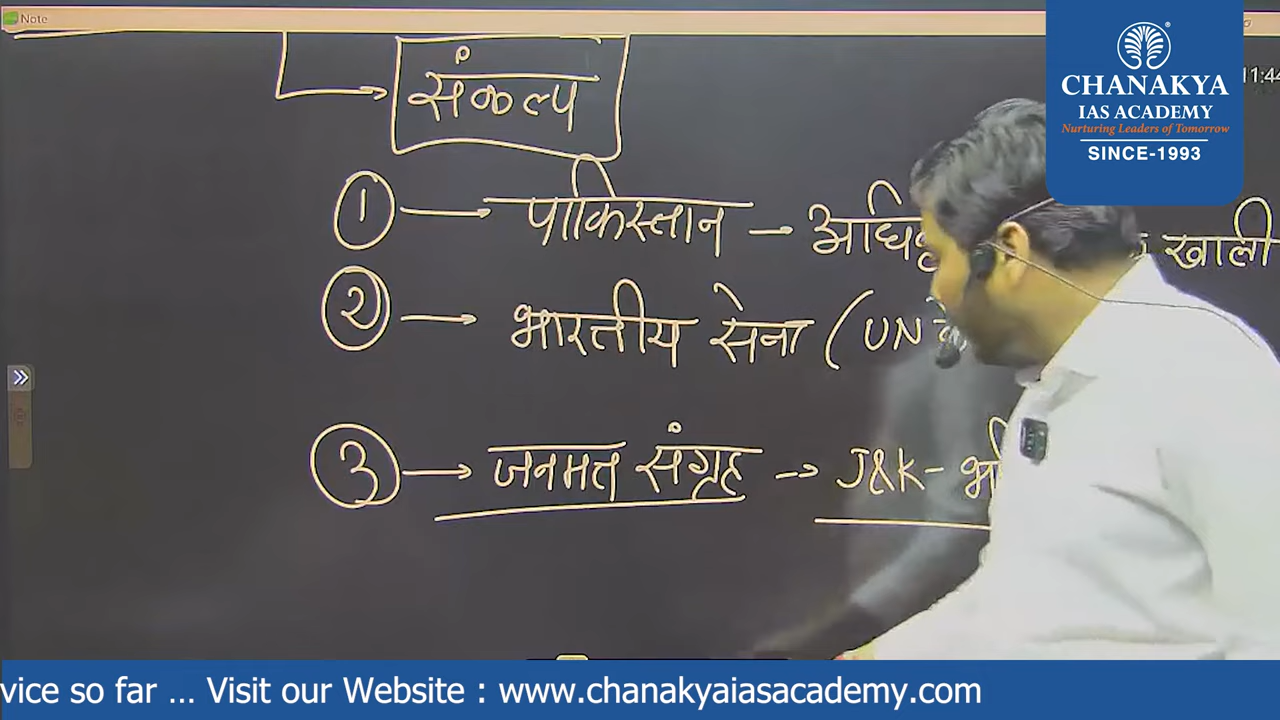 Note
11:44
CHANAKYA
IAS ACADEMY
Nurturing Leaders of Tomorrow
SINCE-1993
संकल्प
① → पाकिस्तान - खाली
② → भारतीय सेना (UN
③ → जनमत संग्रह → J&K-
vice so far ... Visit our Website : www.chanakyaiasacademy.com